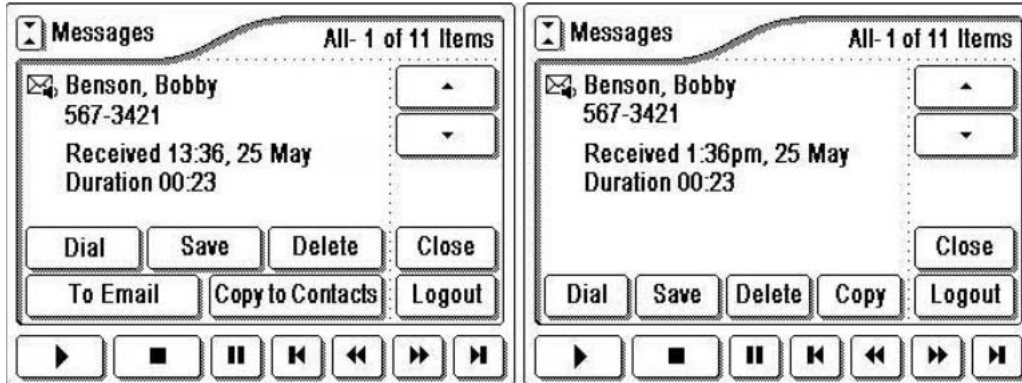 Messages
All- 1 of 11 Items
Benson, Bobby
567-3421
Received 13:36, 25 May
Duration 00:23
Dial Save Delete Close
To Email Copy to Contacts Logout
Messages
All- 1 of 11 Items
Benson, Bobby
567-3421
Received 1:36pm, 25 May
Duration 00:23
Close
Dial Save Delete Copy Logout